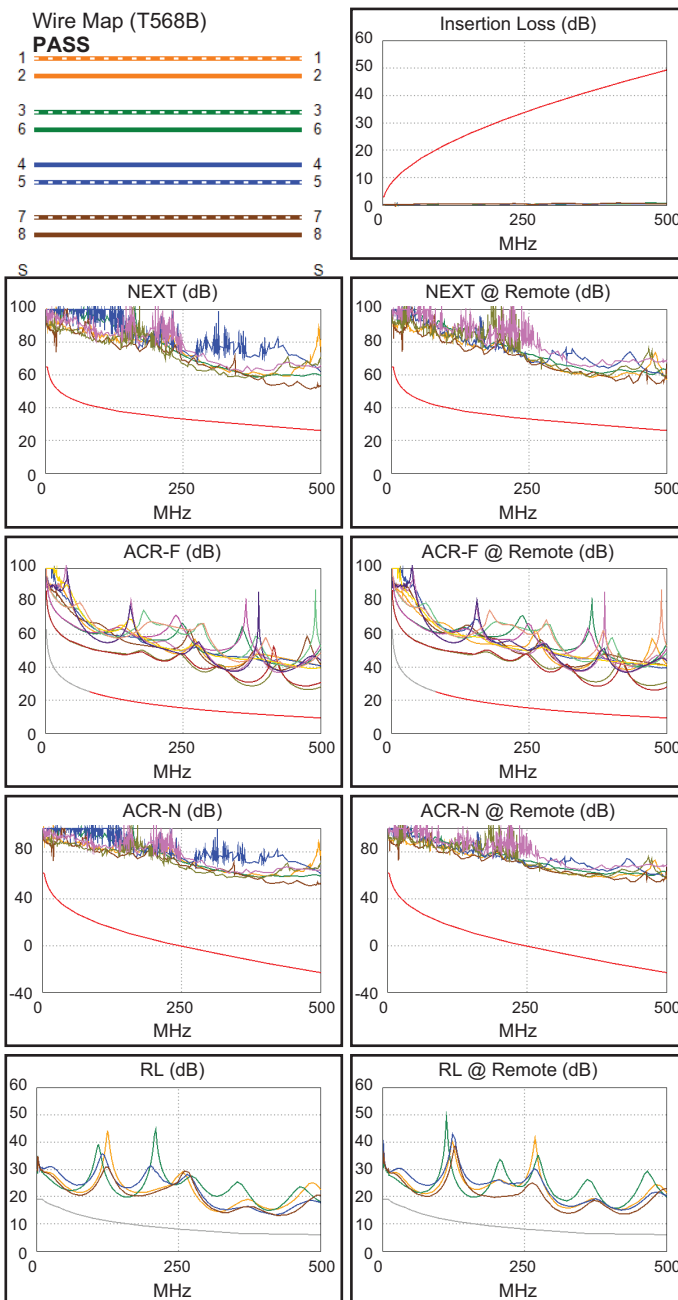 Wire Map (T568B)
PASS
1 1
2 2
3 3
6 6
4 4
5 5
7 7
8 8
S S
Insertion Loss (dB)
60
50
40
30
20
10
0
0 250 500
MHz
NEXT (dB)
100
80
60
40
20
0
0 250 500
MHz
NEXT @ Remote (dB)
100
80
60
40
20
0
0 250 500
MHz
ACR-F (dB)
100
80
60
40
20
0
0 250 500
MHz
ACR-F @ Remote (dB)
100
80
60
40
20
0
0 250 500
MHz
ACR-N (dB)
80
40
0
-40
0 250 500
MHz
ACR-N @ Remote (dB)
80
40
0
-40
0 250 500
MHz
RL (dB)
60
50
40
30
20
10
0
0 250 500
MHz
RL @ Remote (dB)
60
50
40
30
20
10
0
0 250 500
MHz